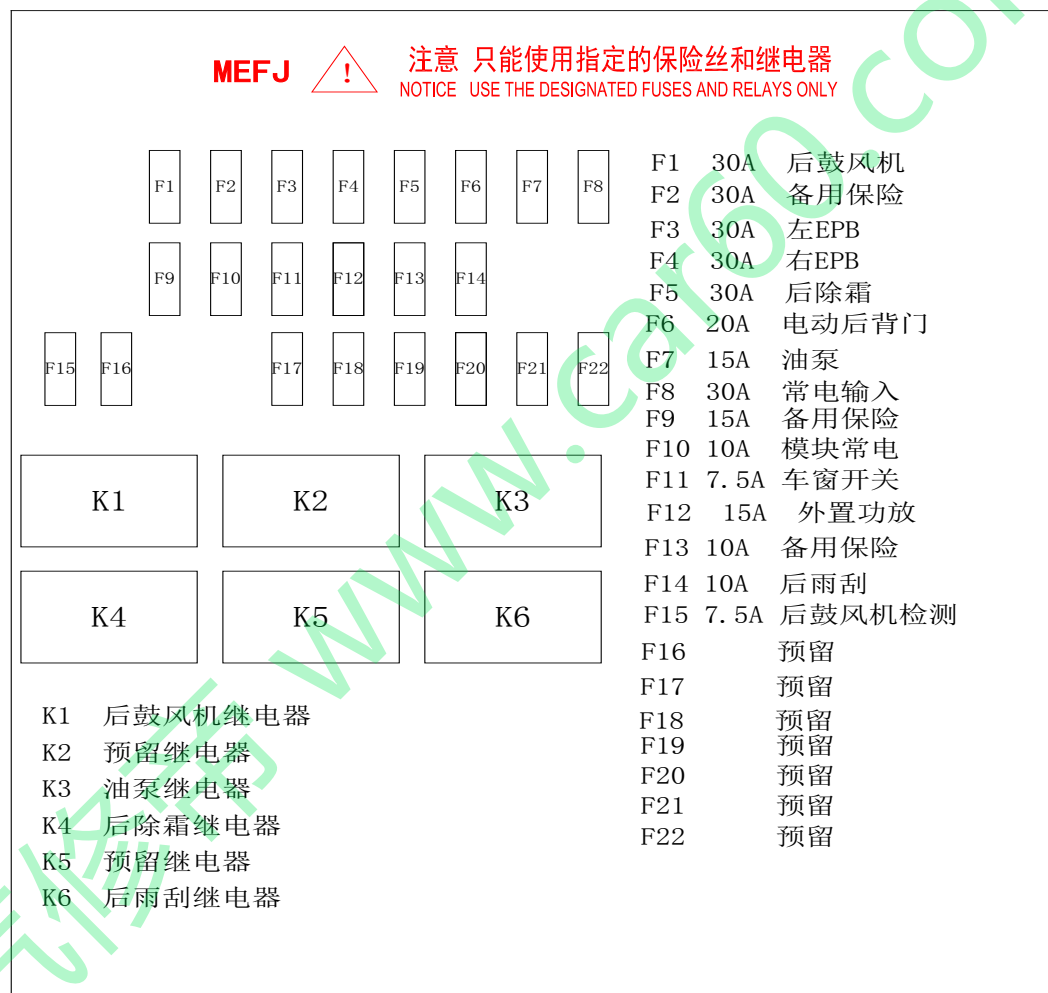 MEFJ ! 注意 只能使用指定的保险丝和继电器
NOTICE USE THE DESIGNATED FUSES AND RELAYS ONLY
F1 F2 F3 F4 F5 F6 F7 F8
F9 F10 F11 F12 F13 F14
F15 F16 F17 F18 F19 F20 F21 F22
K1 K2 K3
K4 K5 K6
K1 后鼓风机继电器
K2 预留继电器
K3 油泵继电器
K4 后除霜继电器
K5 预留继电器
K6 后雨刮继电器
F1 30A 后鼓风机
F2 30A 备用保险
F3 30A 左EPB
F4 30A 右EPB
F5 30A 后除霜
F6 20A 电动后背门
F7 15A 油泵
F8 30A 常电输入
F9 15A 备用保险
F10 10A 模块常电
F11 7.5A 车窗开关
F12 15A 外置功放
F13 10A 备用保险
F14 10A 后雨刮
F15 7.5A 后鼓风机检测
F16 预留
F17 预留
F18 预留
F19 预留
F20 预留
F21 预留
F22 预留
修帝 www.car60.co